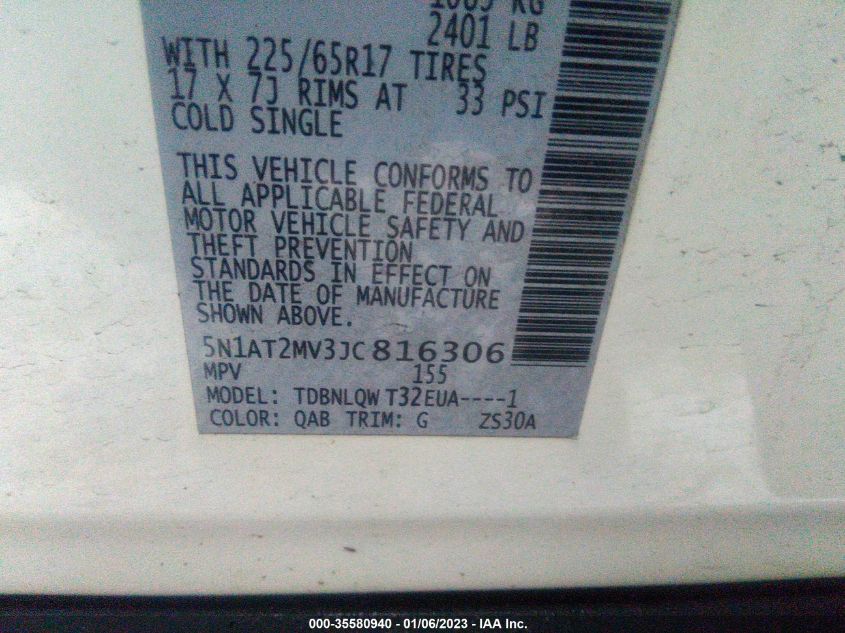 KG
2401 LB
WITH 225/65R17 TIRES
17 X 7J RIMS AT 33 PSI
COLD SINGLE
THIS VEHICLE CONFORMS TO
ALL APPLICABLE FEDERAL
MOTOR VEHICLE SAFETY AND
THEFT PREVENTION
STANDARDS IN EFFECT ON
THE DATE OF MANUFACTURE
SHOWN ABOVE.
5N1AT2MV3JC816306
MPV 155
MODEL: TDBNLQW T32EUA----1
COLOR: QAB TRIM: G ZS30A
000-35580940 - 01/06/2023 - IAA Inc.